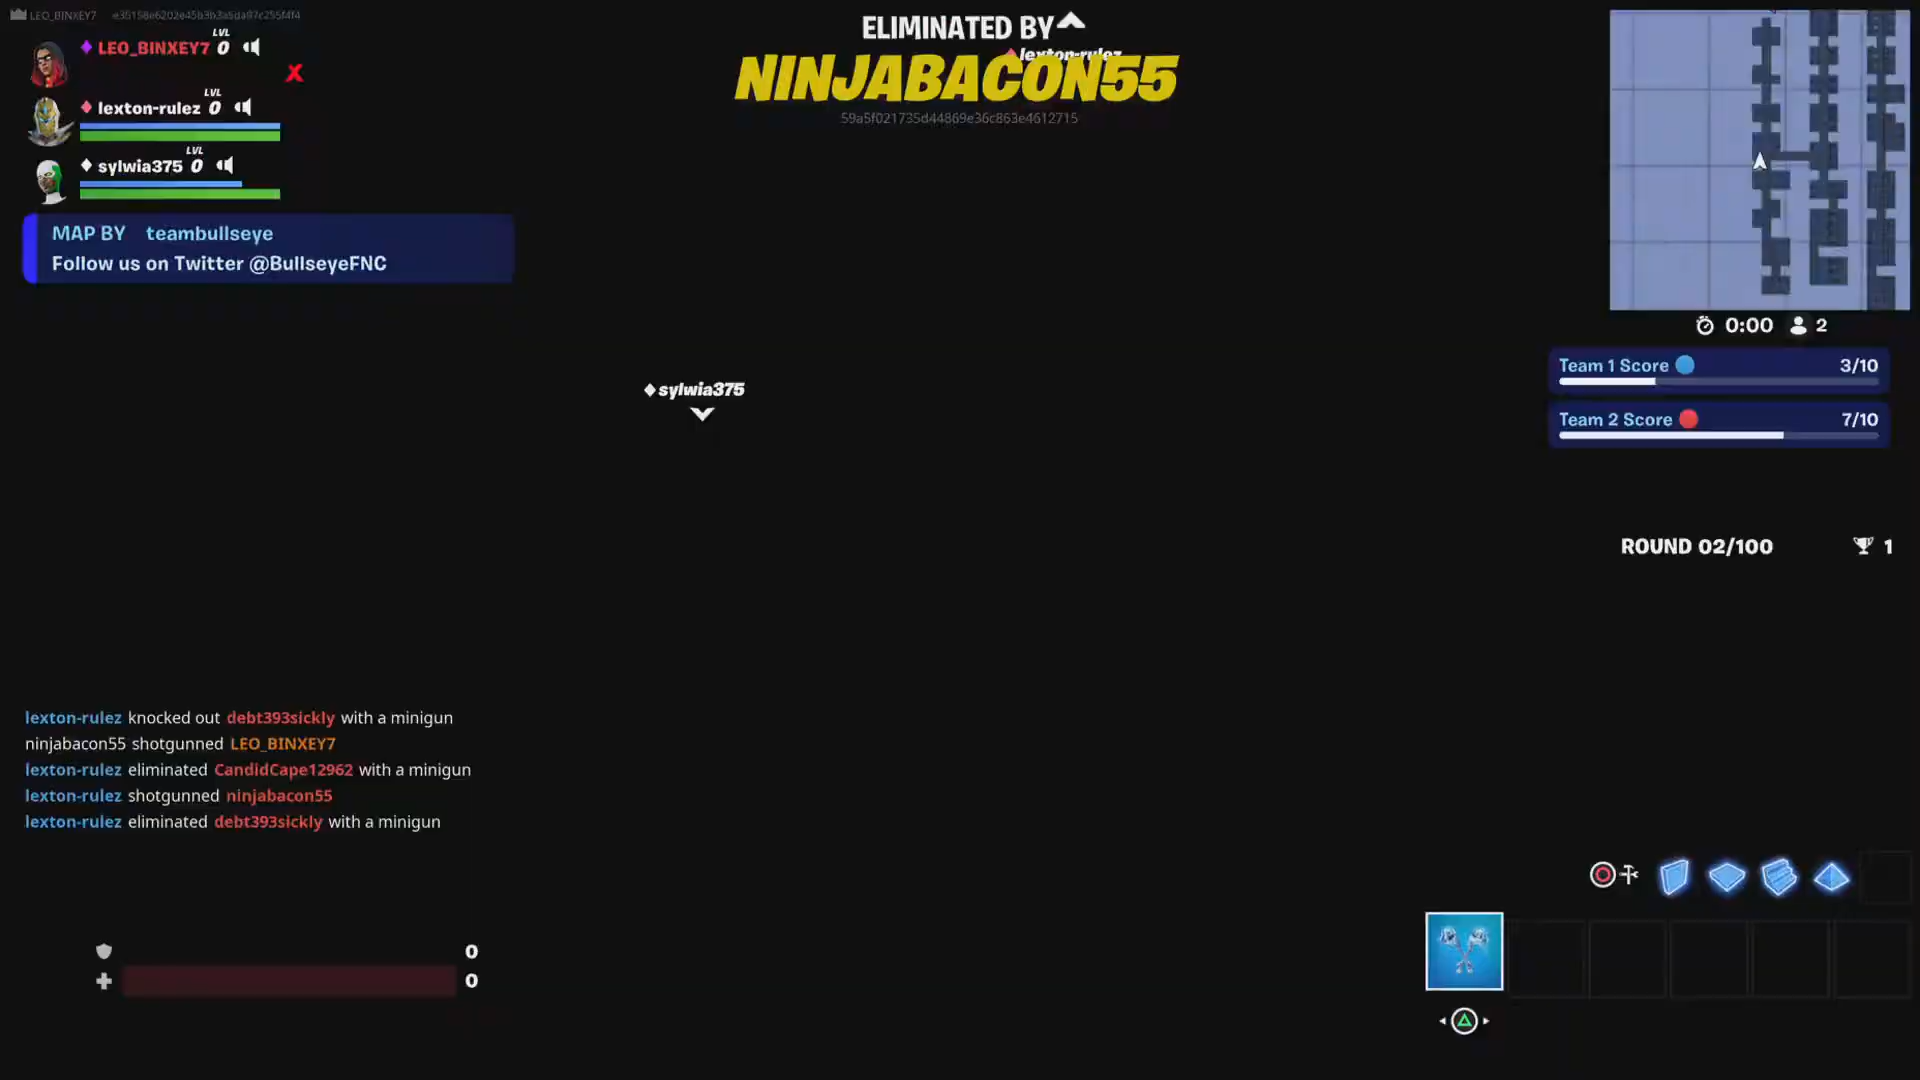 LEO_BINXEY7 e35158e6202e45b3b3a5da97c255f4f4
LVL
LEO_BINXEY7 0
LVL
lexton-rulez 0
LVL
sylwia375 0
MAP BY teambullseye
Follow us on Twitter @BullseyeFNC
ELIMINATED BY
lexton-rulez
NINJABACON55
59a5f021735d44869e36c863e4612715
0:00 2
Team 1 Score 3/10
Team 2 Score 7/10
sylwia375
ROUND 02/100 1
lexton-rulez knocked out debt393sickly with a minigun
ninjabacon55 shotgunned LEO_BINXEY7
lexton-rulez eliminated CandidCape12962 with a minigun
lexton-rulez shotgunned ninjabacon55
lexton-rulez eliminated debt393sickly with a minigun
0
0